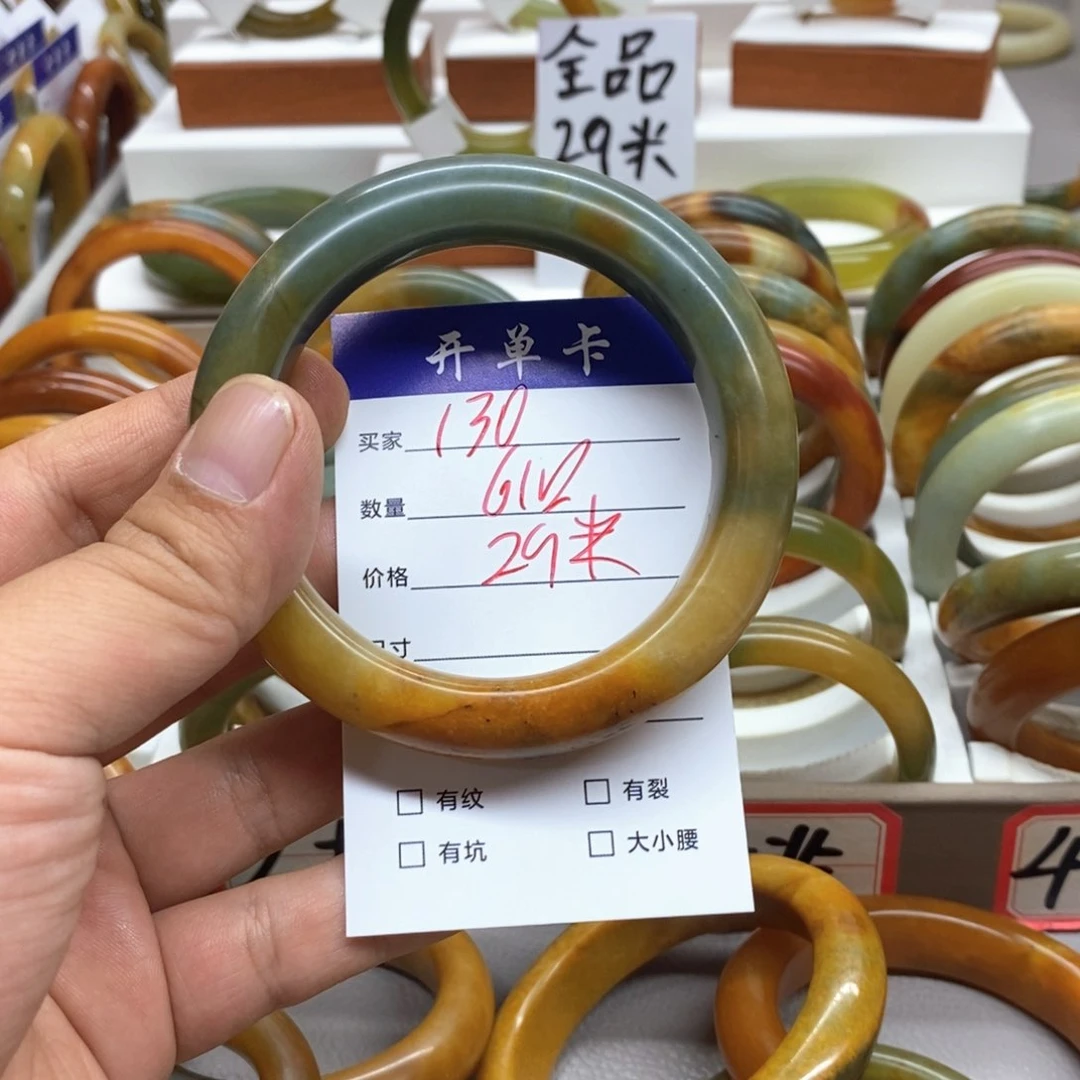 全品
29米
开单卡
买家 130
数量
价格 29米
寸
□ 有纹 □ 有裂
□ 有坑 □ 大小腰
4